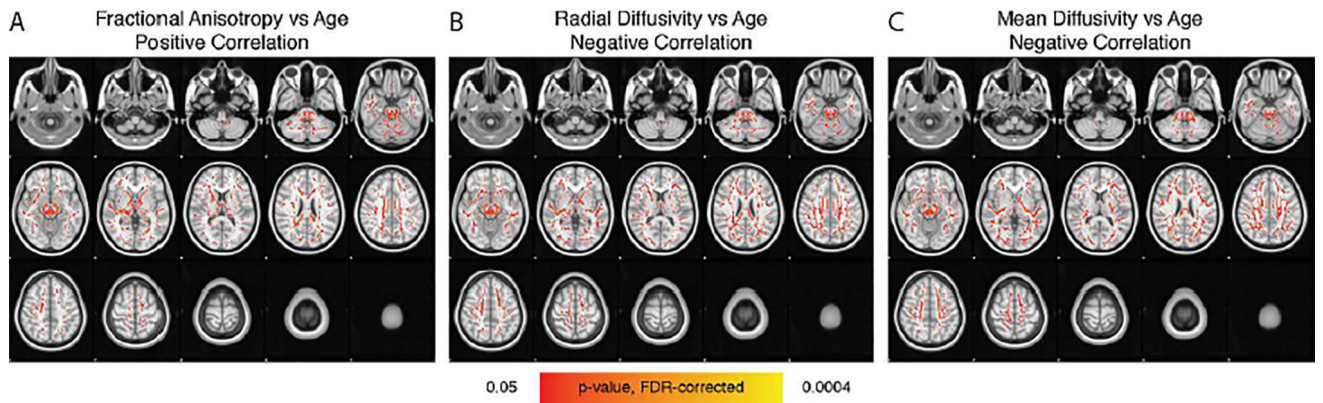 A
Fractional Anisotropy vs Age
Positive Correlation
B
Radial Diffusivity vs Age
Negative Correlation
C
Mean Diffusivity vs Age
Negative Correlation
0.05
p-value, FDR-corrected
0.0004